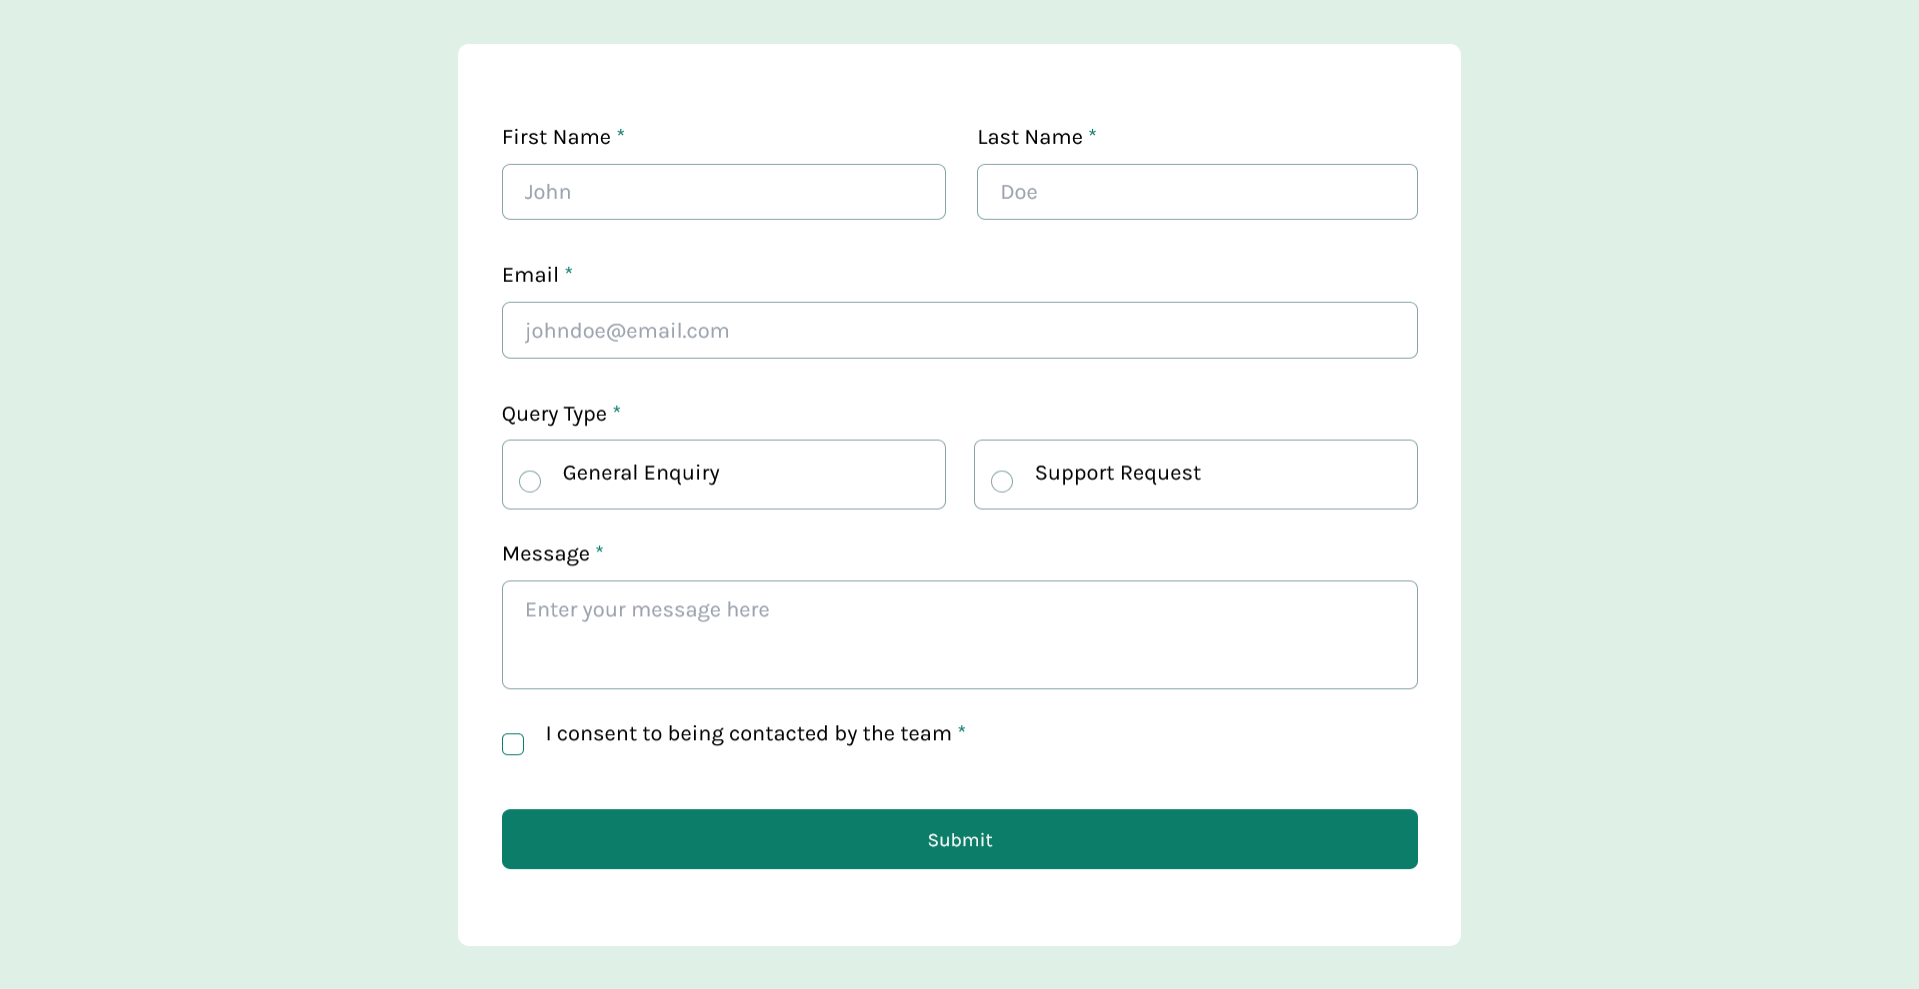 First Name *
Last Name *
John
Doe
Email *
johndoe@email.com
Query Type *
General Enquiry
Support Request
Message *
Enter your message here
I consent to being contacted by the team *
Submit